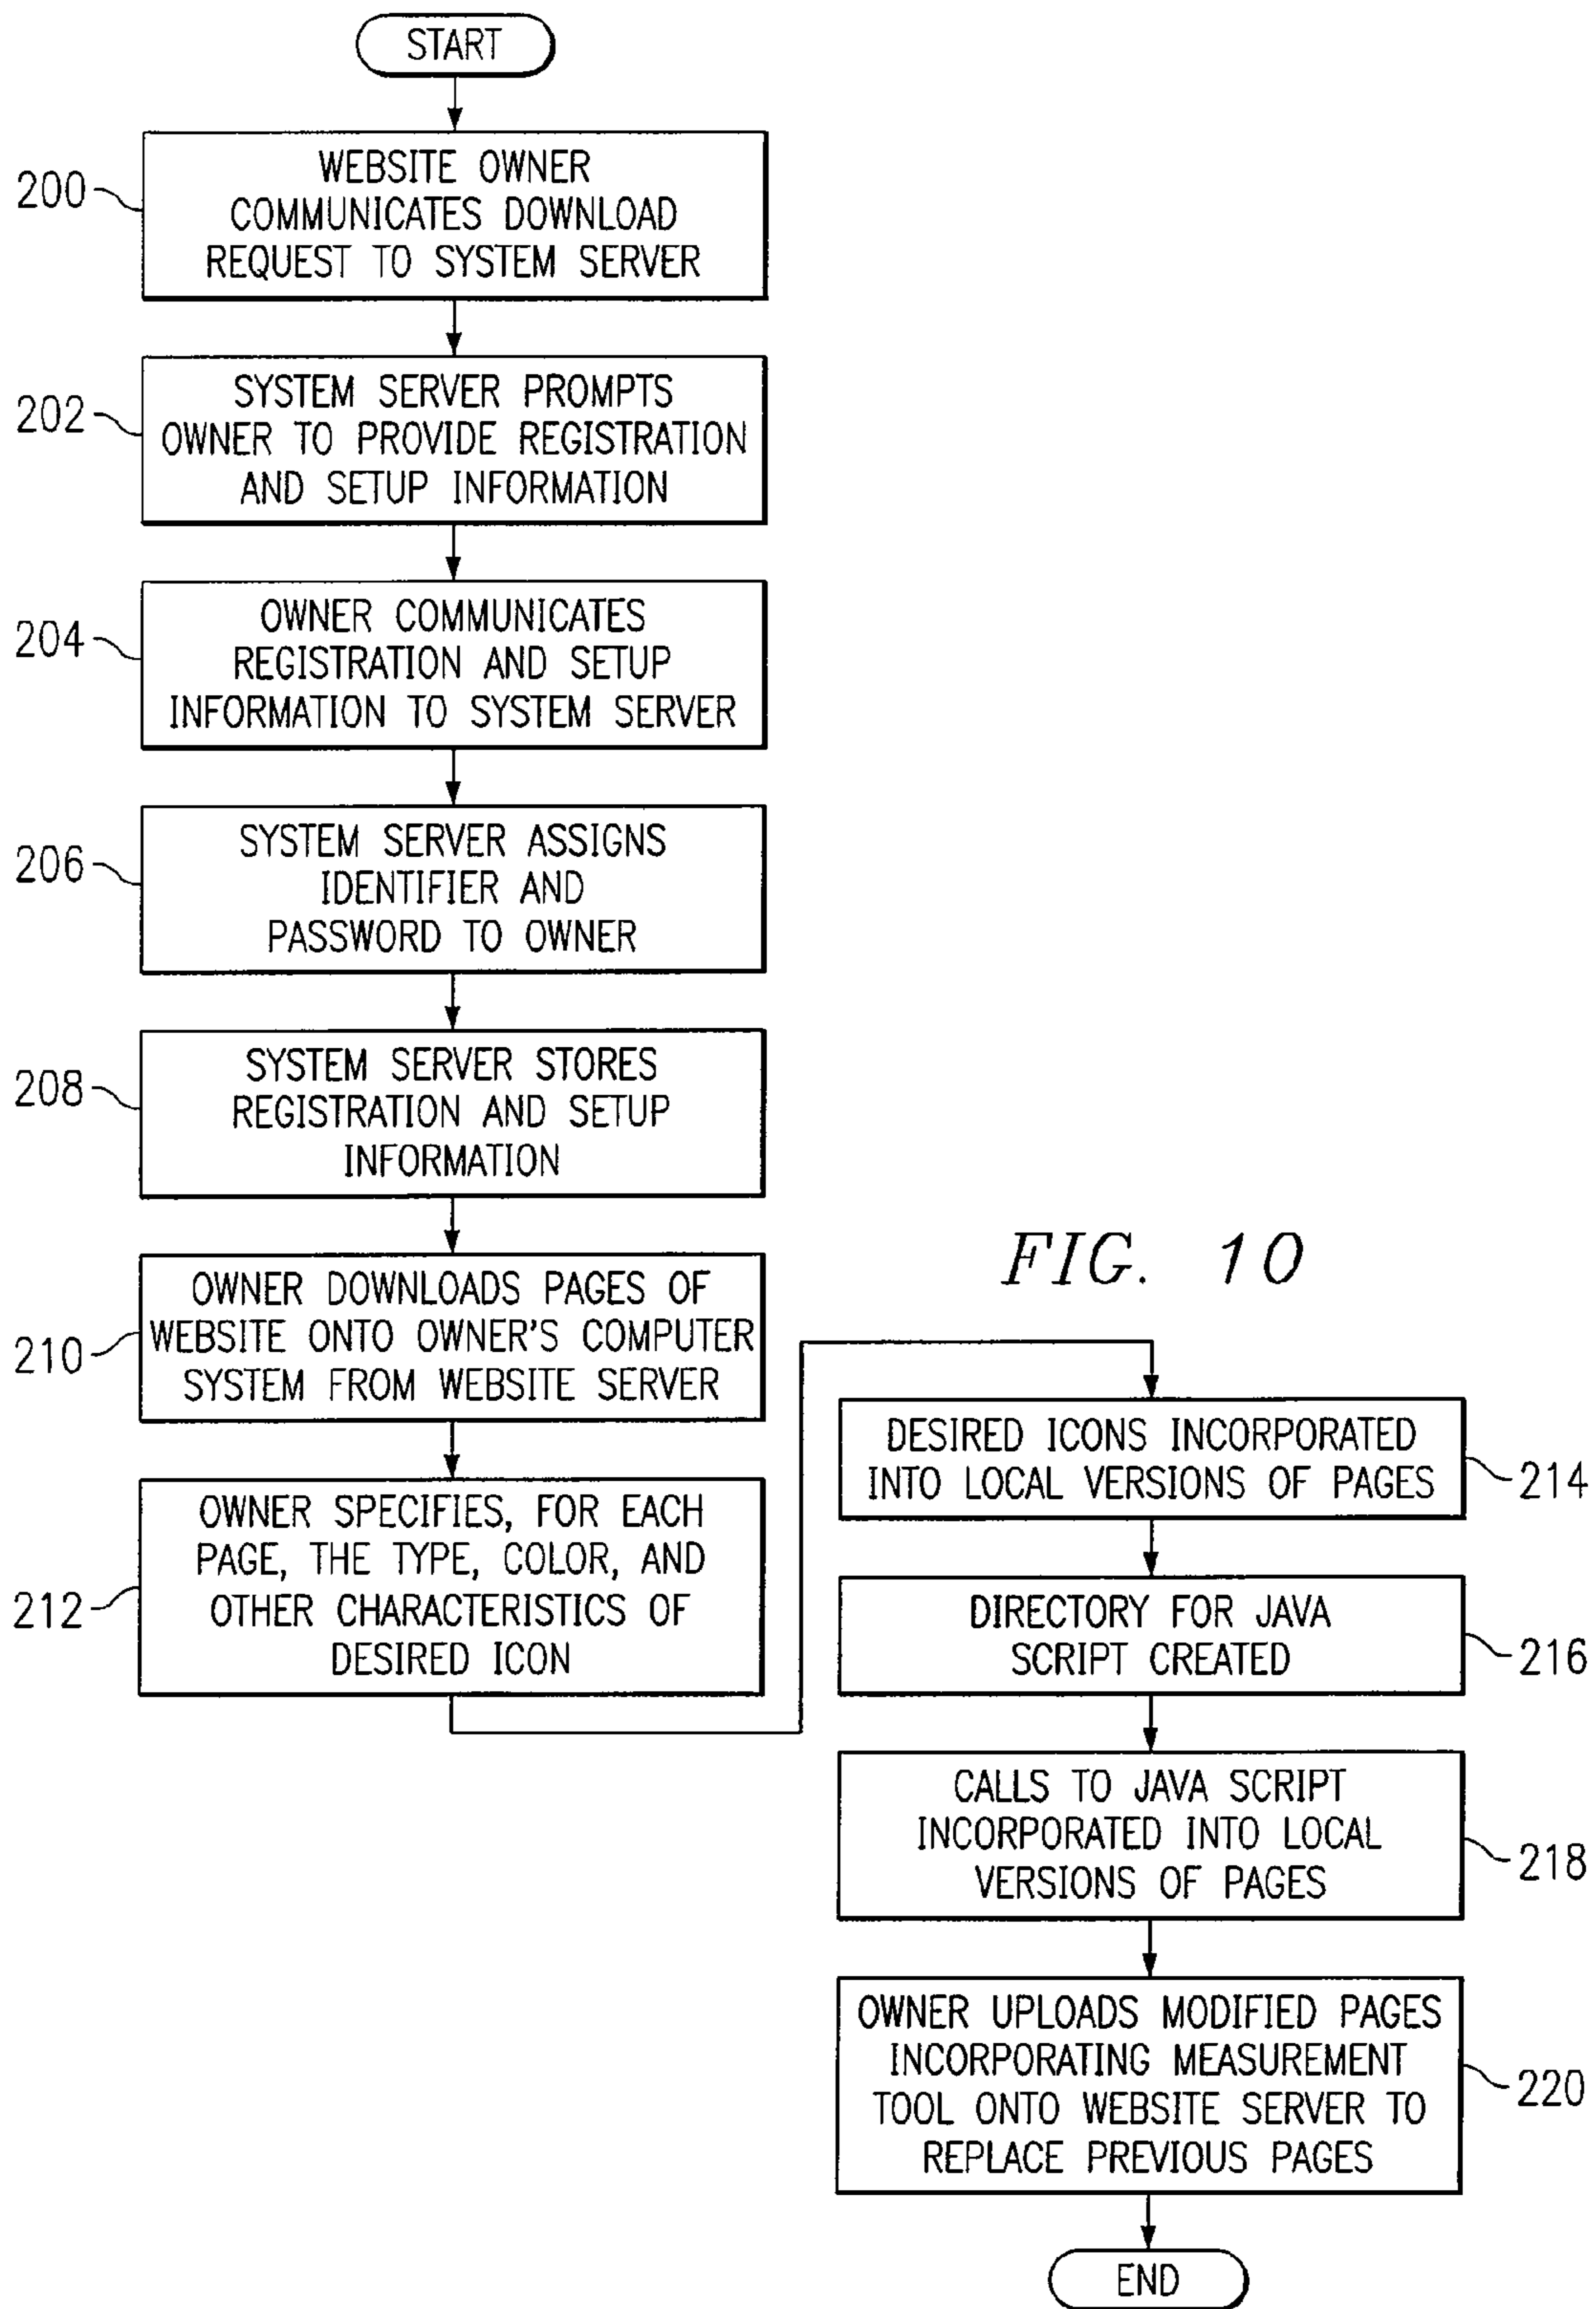 START
200
WEBSITE OWNER
COMMUNICATES DOWNLOAD
REQUEST TO SYSTEM SERVER
202
SYSTEM SERVER PROMPTS
OWNER TO PROVIDE REGISTRATION
AND SETUP INFORMATION
204
OWNER COMMUNICATES
REGISTRATION AND SETUP
INFORMATION TO SYSTEM SERVER
206
SYSTEM SERVER ASSIGNS
IDENTIFIER AND
PASSWORD TO OWNER
208
SYSTEM SERVER STORES
REGISTRATION AND SETUP
INFORMATION
210
OWNER DOWNLOADS PAGES OF
WEBSITE ONTO OWNER'S COMPUTER
SYSTEM FROM WEBSITE SERVER
212
OWNER SPECIFIES, FOR EACH
PAGE, THE TYPE, COLOR, AND
OTHER CHARACTERISTICS OF
DESIRED ICON
FIG. 10
DESIRED ICONS INCORPORATED
INTO LOCAL VERSIONS OF PAGES
214
DIRECTORY FOR JAVA
SCRIPT CREATED
216
CALLS TO JAVA SCRIPT
INCORPORATED INTO LOCAL
VERSIONS OF PAGES
218
OWNER UPLOADS MODIFIED PAGES
INCORPORATING MEASUREMENT
TOOL ONTO WEBSITE SERVER TO
REPLACE PREVIOUS PAGES
220
END